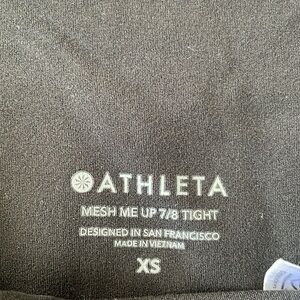 ATHLETA
MESH ME UP 7/8 TIGHT
DESIGNED IN SAN FRANCISCO
MADE IN VIETNAM
XS